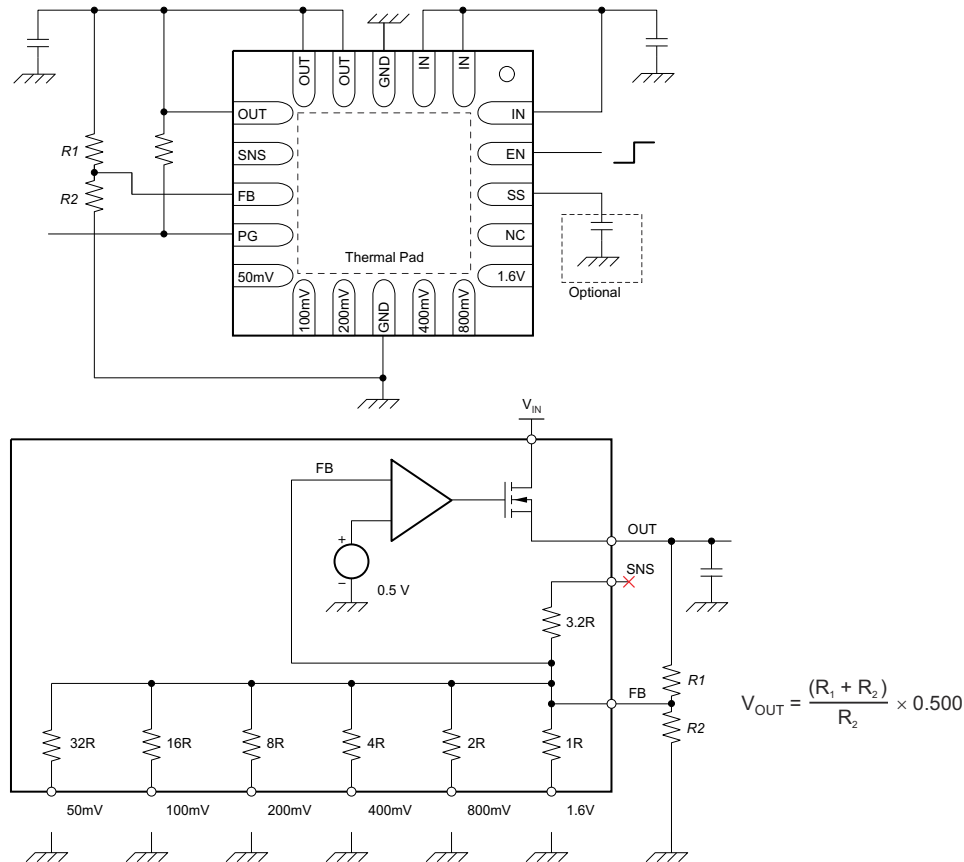 OUT
OUT
GND
IN
IN
OUT
IN
R1
SNS
EN
R2
FB
SS
PG
NC
Thermal Pad
50mV
1.6V
Optional
100mV
200mV
GND
400mV
800mV
VIN
FB
OUT
+
SNS
−
0.5 V
3.2R
R1
FB
VOUT = (R1 + R2) / R2 × 0.500
R2
32R
16R
8R
4R
2R
1R
50mV
100mV
200mV
400mV
800mV
1.6V